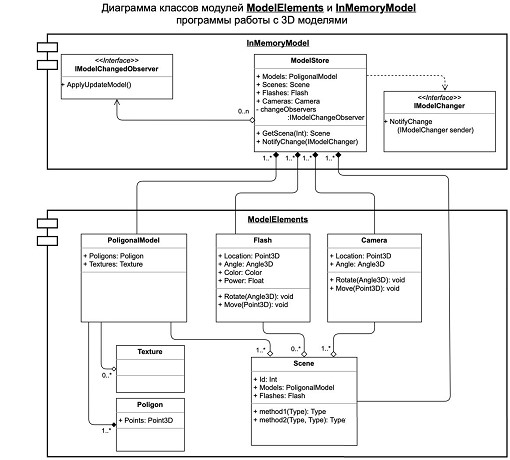 Диаграмма классов модулей ModelElements и InMemoryModel
программы работы с 3D моделями
InMemoryModel
<<Interface>>
IModelChangedObserver
+ ApplyUpdateModel()
ModelStore
+ Models: PoligonalModel
+ Scenes: Scene
+ Flashes: Flash
+ Cameras: Camera
- changeObservers
:IModelChangeObserver
+ GetScena(Int): Scene
+ NotifyChange(IModelChanger)
<<Interface>>
IModelChanger
+ NotifyChange
(IModelChanger sender)
0..n
1..*
1..*
1..*
1..*
ModelElements
PoligonalModel
+ Poligons: Poligon
+ Textures: Texture
Flash
+ Location: Point3D
+ Angle: Angle3D
+ Color: Color
+ Power: Float
+ Rotate(Angle3D): void
+ Move(Point3D): void
Camera
+ Location: Point3D
+ Angle: Angle3D
+ Rotate(Angle3D): void
+ Move(Point3D): void
1..*
0..*
1..*
Texture
0..*
Scene
+ Id: Int
+ Models: PoligonalModel
+ Flashes: Flash
+ method1(Type): Type
+ method2(Type, Type): Type
Poligon
+ Points: Point3D
1..*